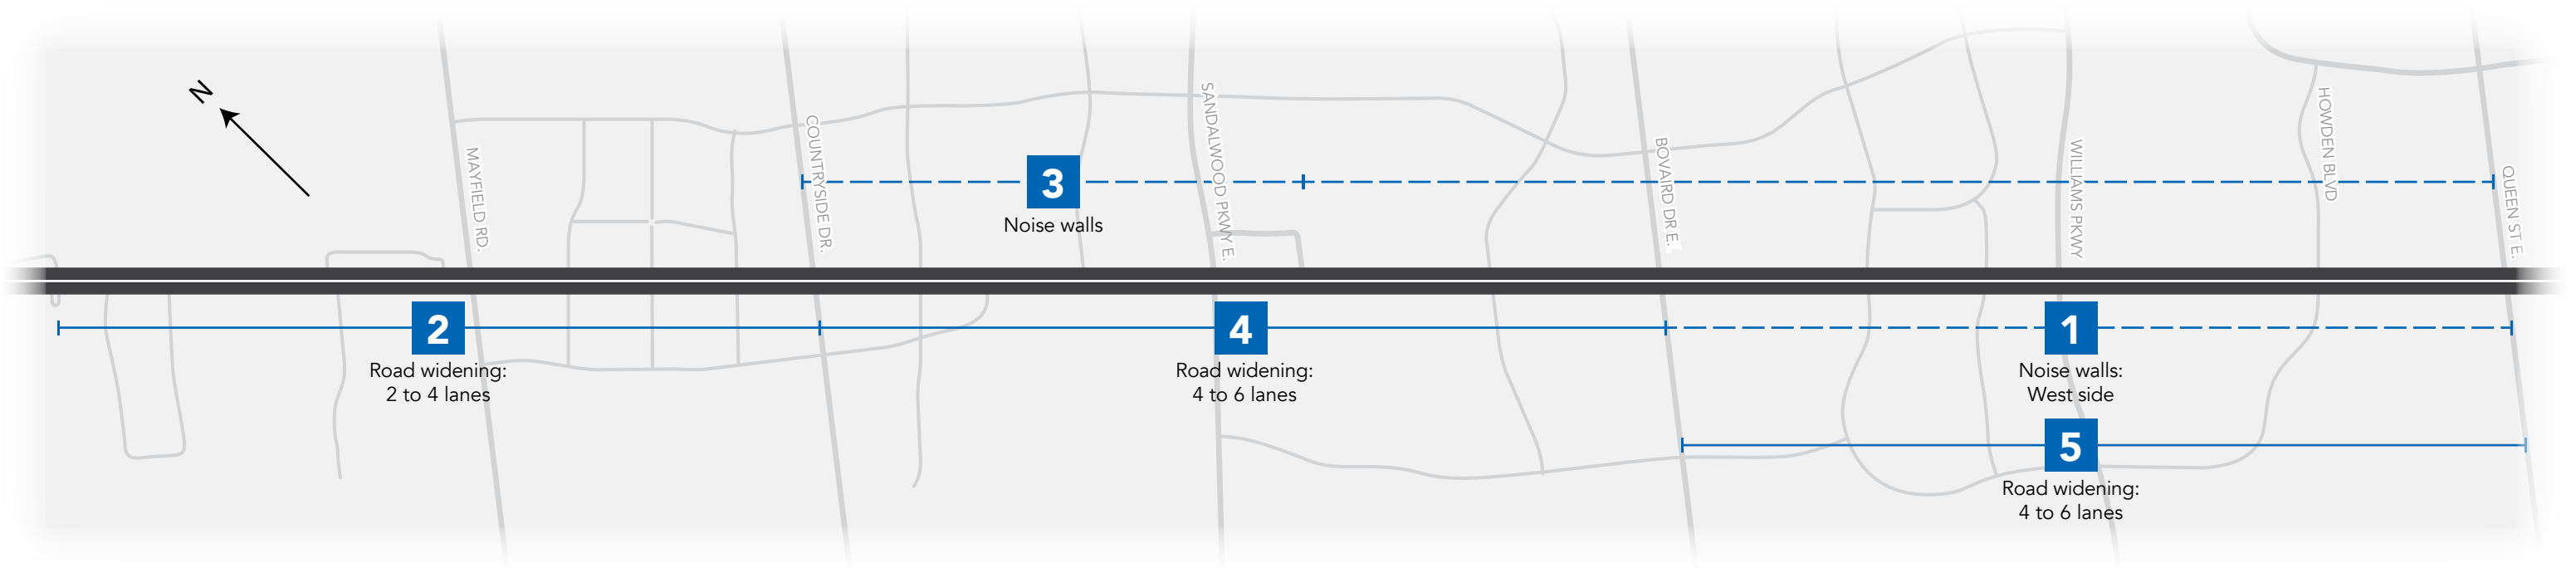 N
MAYFIELD RD.
COUNTRYSIDE DR.
SANDALWOOD PKWY E.
BOVAIRD DR E.
WILLIAMS PKWY
HOWDEN BLVD
QUEEN ST E.
3
Noise walls
2
Road widening:
2 to 4 lanes
4
Road widening:
4 to 6 lanes
1
Noise walls:
West side
5
Road widening:
4 to 6 lanes